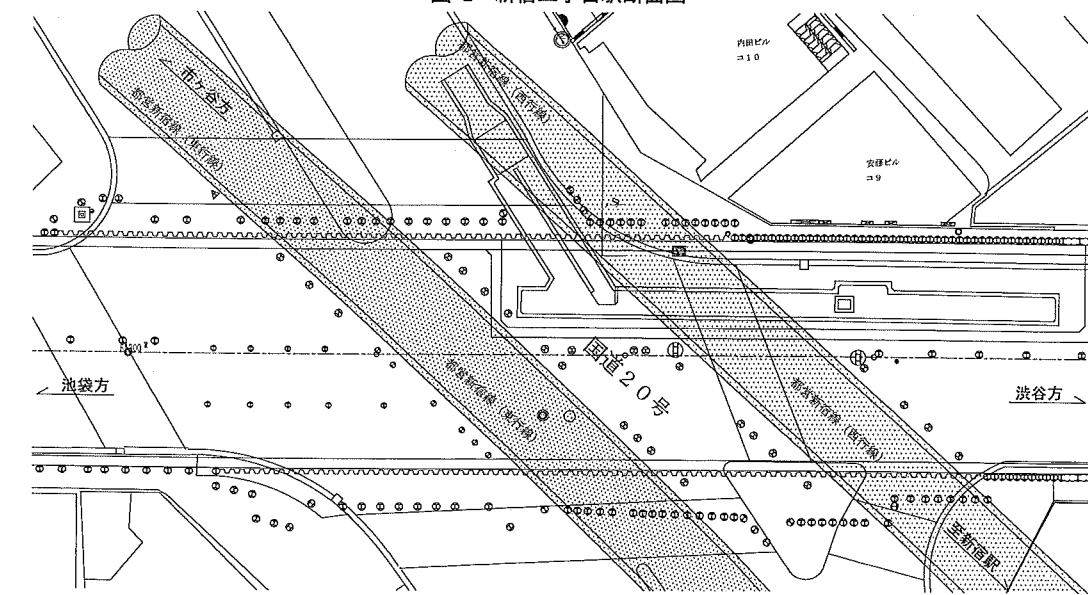 内田ビル
コ10
市ヶ谷方
都営新宿線（東行線）
都営新宿線（西行線）
安藤ビル
コ9
池袋方
国道20号
渋谷方
都営新宿線（東行線）
都営新宿線（西行線）
至新宿駅